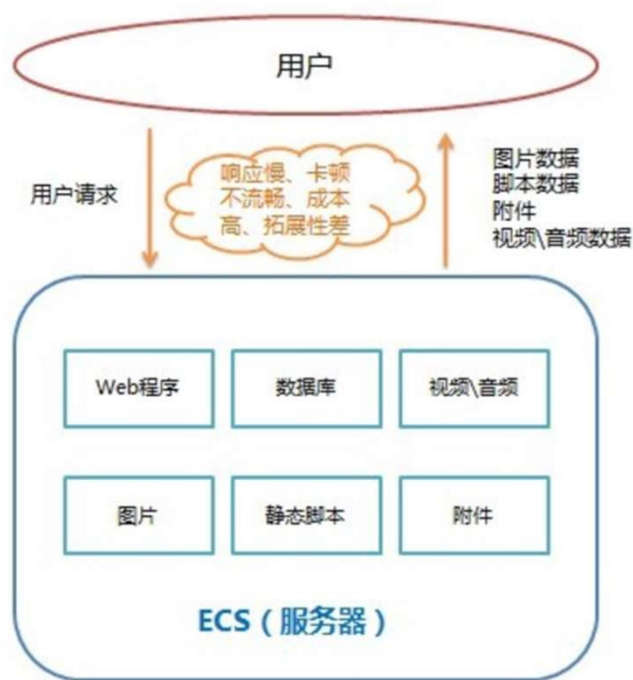 用户
用户请求
响应慢、卡顿
不流畅、成本
高、拓展性差
图片数据
脚本数据
附件
视频\音频数据
Web程序
数据库
视频\音频
图片
静态脚本
附件
ECS（服务器）